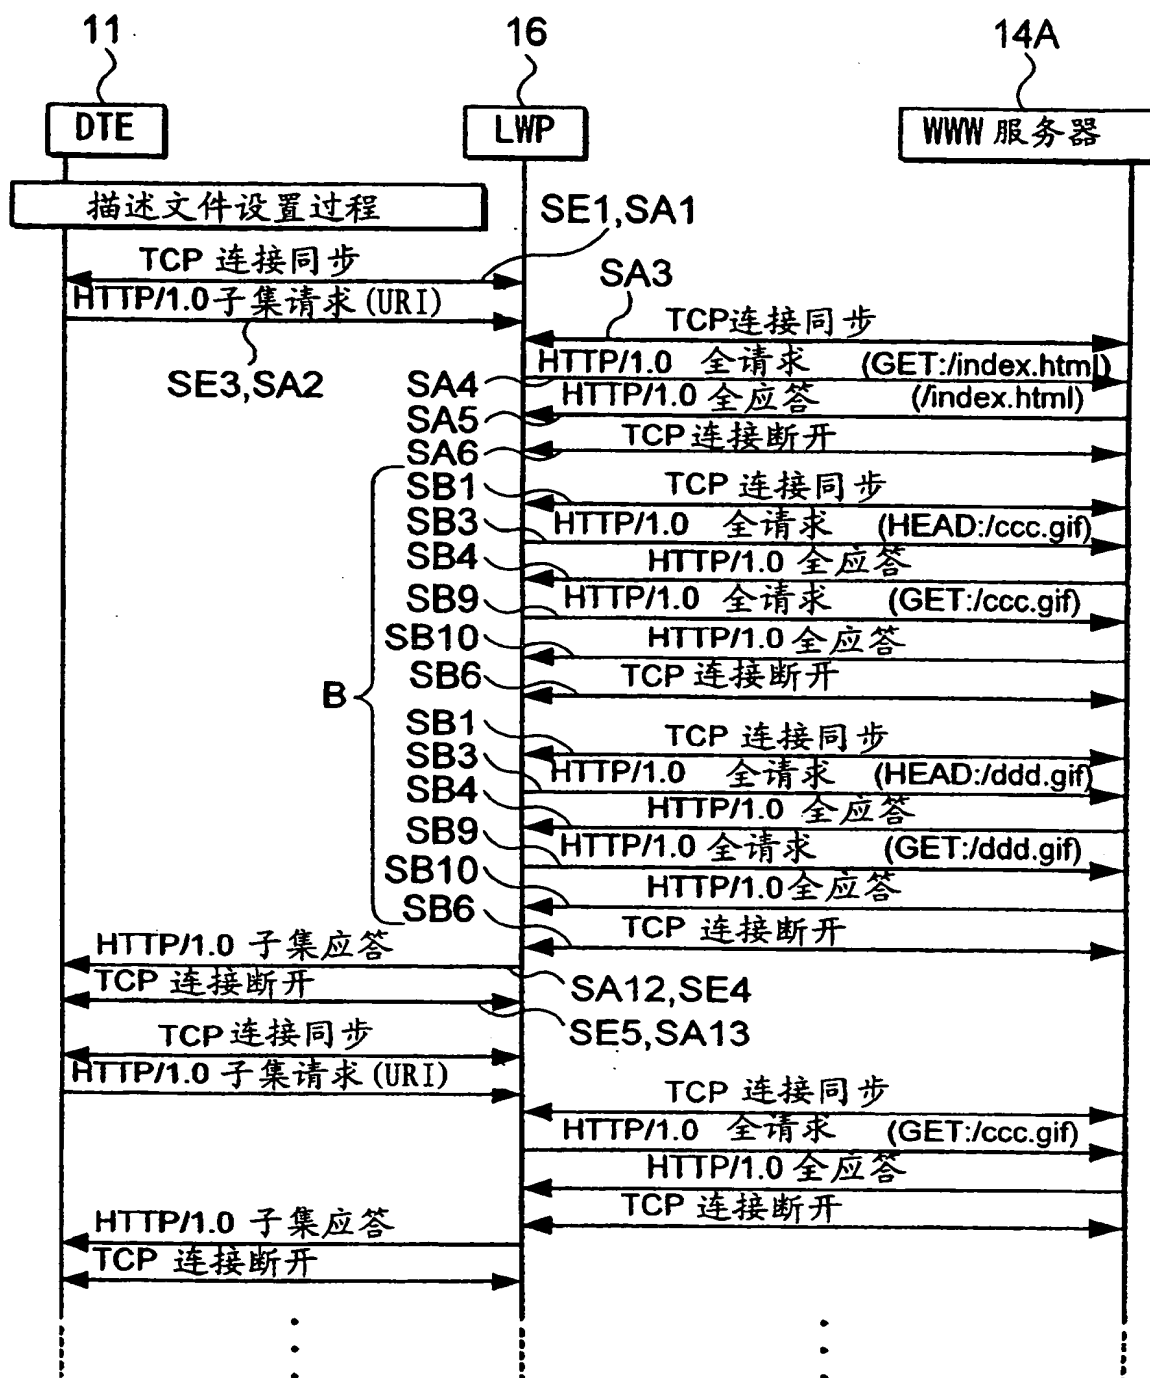 11
16
14A
DTE
LWP
WWW 服务器
描述文件设置过程
SE1,SA1
TCP 连接同步
SA3
HTTP/1.0 子集请求 (URI)
TCP连接同步
SE3,SA2
HTTP/1.0 全请求 (GET:/index.html)
SA4
HTTP/1.0 全应答 (/index.html)
SA5
TCP 连接断开
SA6
SB1
TCP 连接同步
SB3
HTTP/1.0 全请求 (HEAD:/ccc.gif)
SB4
HTTP/1.0 全应答
SB9
HTTP/1.0 全请求 (GET:/ccc.gif)
SB10
HTTP/1.0 全应答
SB6
TCP 连接断开
B
SB1
TCP 连接同步
SB3
HTTP/1.0 全请求 (HEAD:/ddd.gif)
SB4
HTTP/1.0 全应答
SB9
HTTP/1.0 全请求 (GET:/ddd.gif)
SB10
HTTP/1.0 全应答
SB6
TCP 连接断开
HTTP/1.0 子集应答
TCP 连接断开
SA12,SE4
SE5,SA13
TCP 连接同步
HTTP/1.0 子集请求 (URI)
TCP 连接同步
HTTP/1.0 全请求 (GET:/ccc.gif)
HTTP/1.0 全应答
TCP 连接断开
HTTP/1.0 子集应答
TCP 连接断开